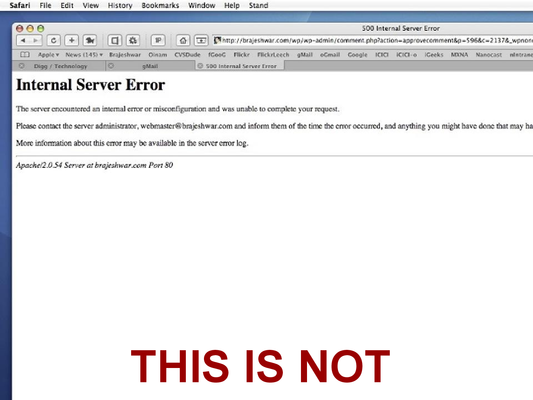 Safari File Edit View History Bookmarks Window Help Stand
500 Internal Server Error
http://brajeshwar.com/wp/wp-admin/comment.php?action=approvecomment&p=596&c=2137&_wpnon
Apple News (145) Brajeshwar Oinam CVSDude fGooG Flickr FlickrLeech gMail oGmail Google ICICI ICICI-o iGeeks MXNA Nanocast
Digg / Technology gMail 500 Internal Server Error
Internal Server Error
The server encountered an internal error or misconfiguration and was unable to complete your request.
Please contact the server administrator, webmaster@brajeshwar.com and inform them of the time the error occurred, and anything you might have done that may ha
More information about this error may be available in the server error log.
Apache/2.0.54 Server at brajeshwar.com Port 80
THIS IS NOT